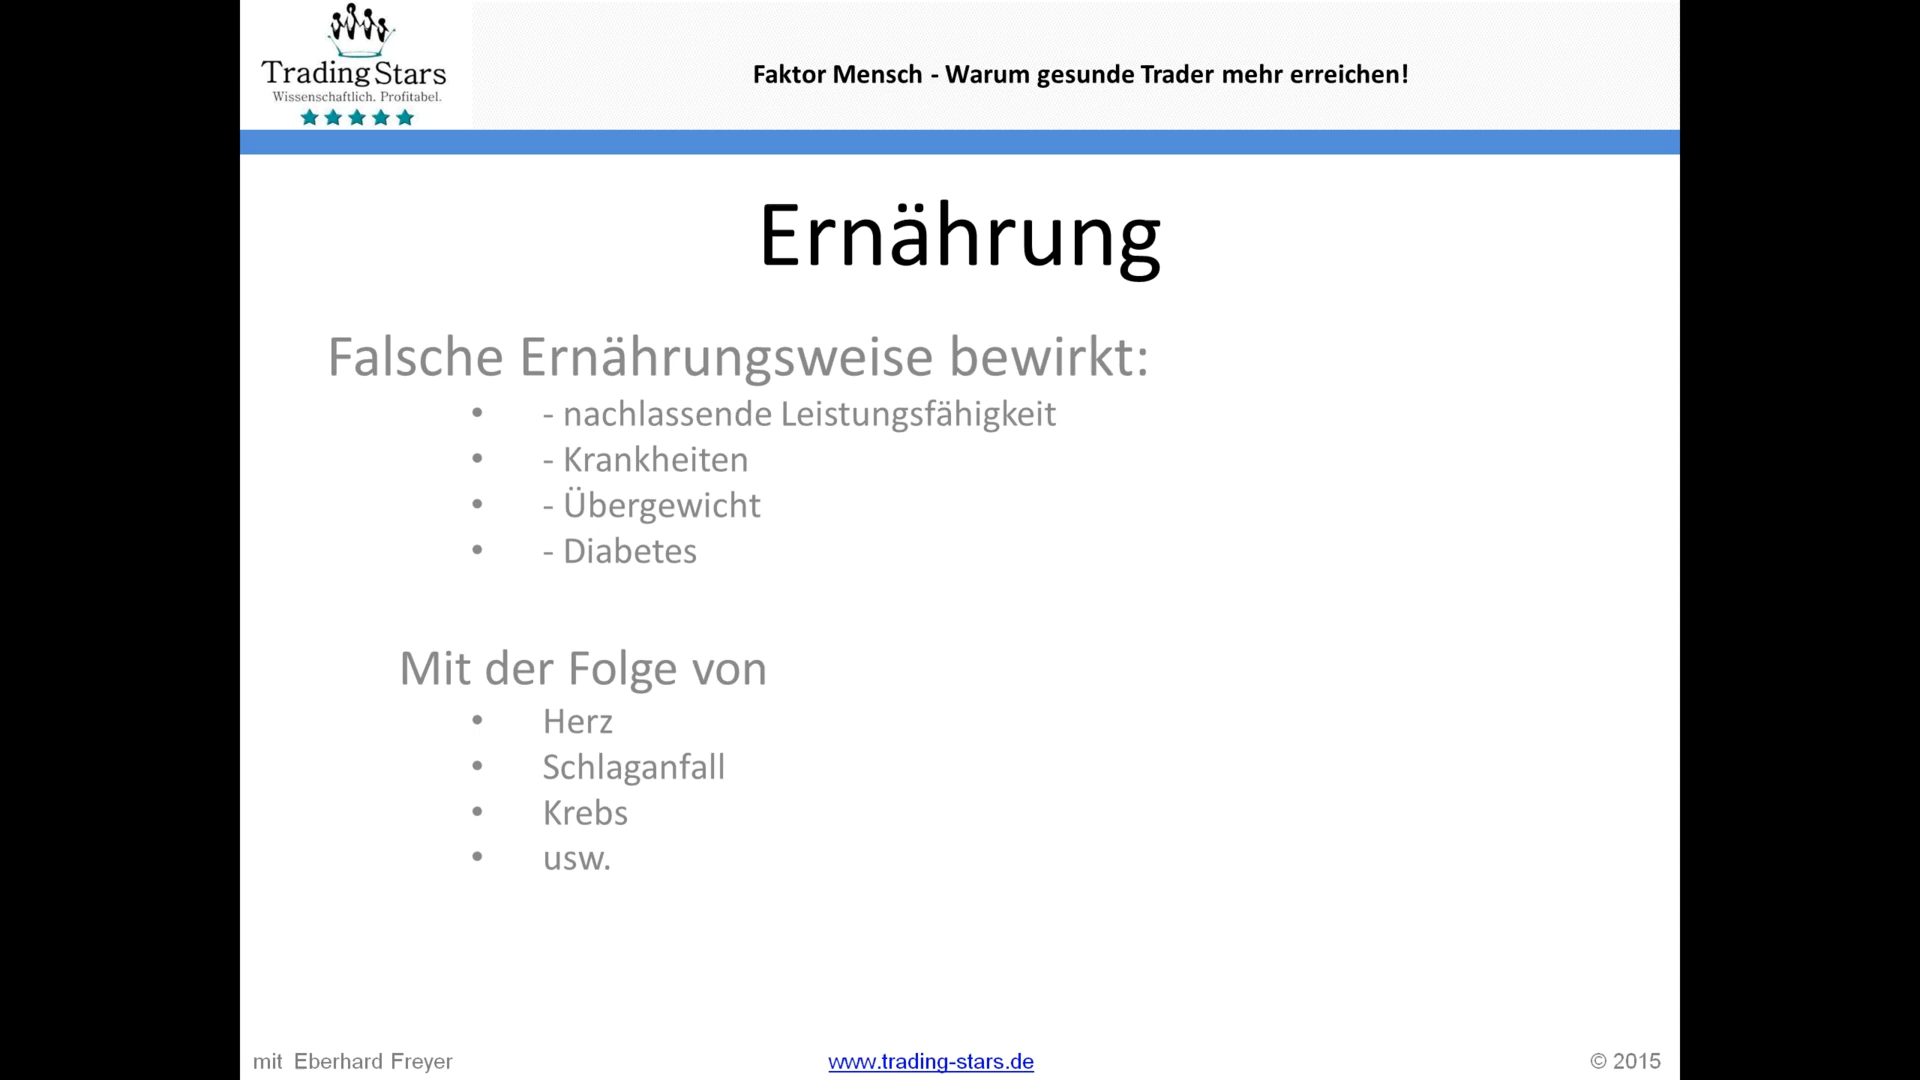 Trading Stars
Wissenschaftlich. Profitabel.
Faktor Mensch - Warum gesunde Trader mehr erreichen!
Ernährung
Falsche Ernährungsweise bewirkt:
• - nachlassende Leistungsfähigkeit
• - Krankheiten
• - Übergewicht
• - Diabetes
Mit der Folge von
• Herz
• Schlaganfall
• Krebs
• usw.
mit Eberhard Freyer
www.trading-stars.de
© 2015